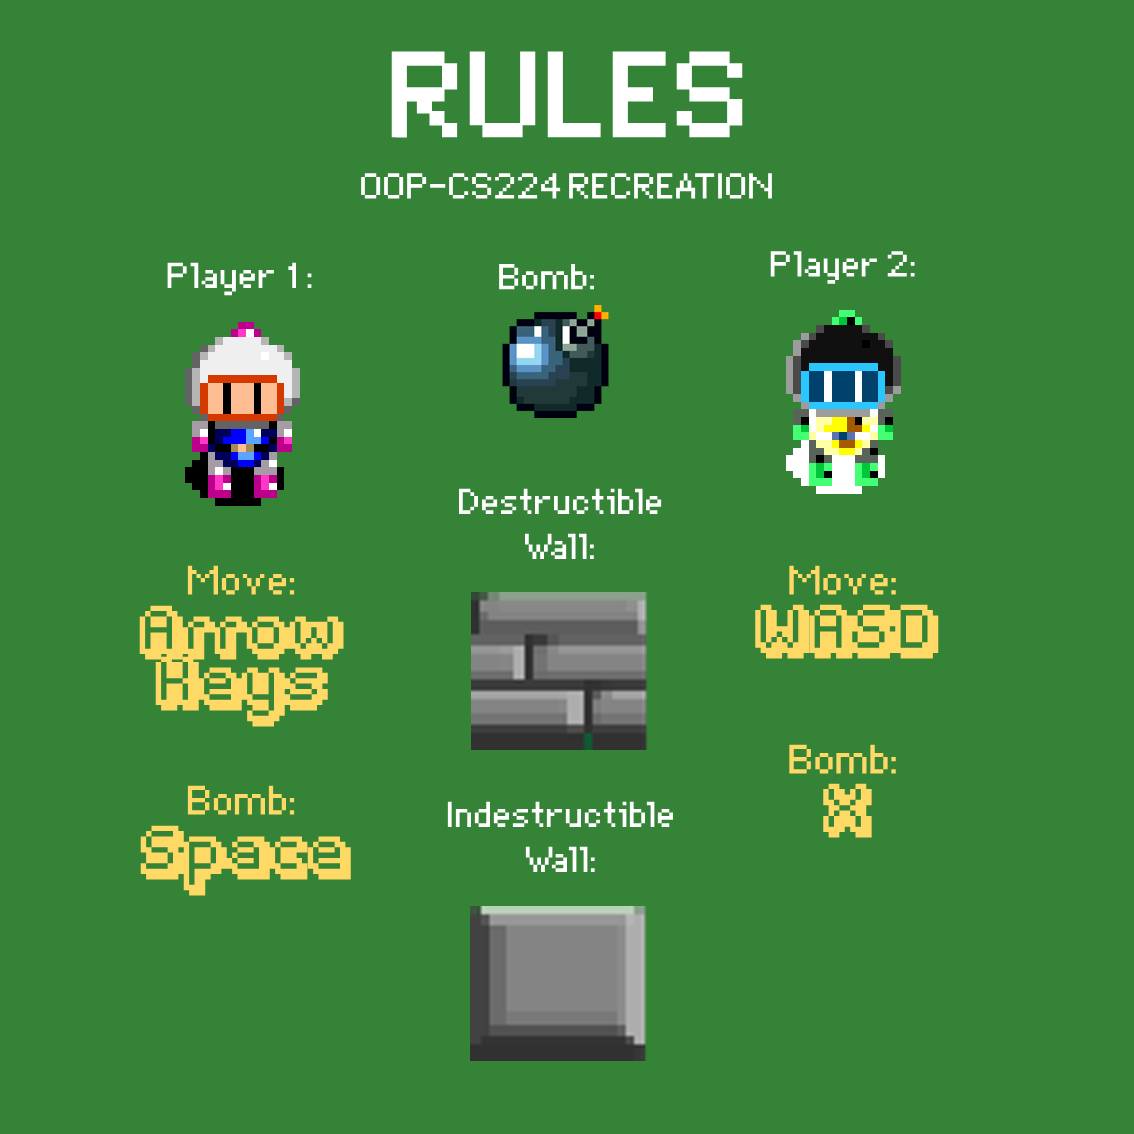 RULES
OOP-CS224 RECREATION
Player 1:
Bomb:
Player 2:
Destructible
Wall:
Move:
Arrow
Keys
Move:
WASD
Bomb:
Space
Bomb:
X
Indestructible
Wall: